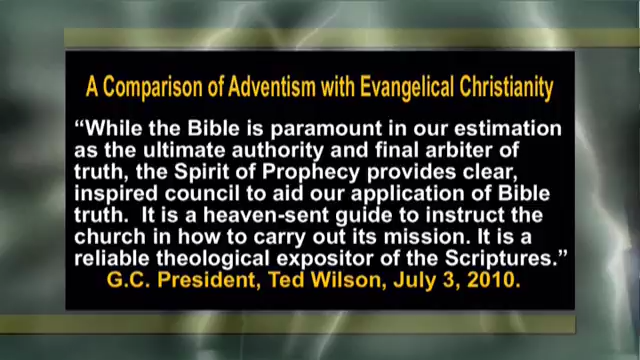 A Comparison of Adventism with Evangelical Christianity
“While the Bible is paramount in our estimation
as the ultimate authority and final arbiter of
truth, the Spirit of Prophecy provides clear,
inspired council to aid our application of Bible
truth.  It is a heaven-sent guide to instruct the
church in how to carry out its mission. It is a
reliable theological expositor of the Scriptures.”
G.C. President, Ted Wilson, July 3, 2010.